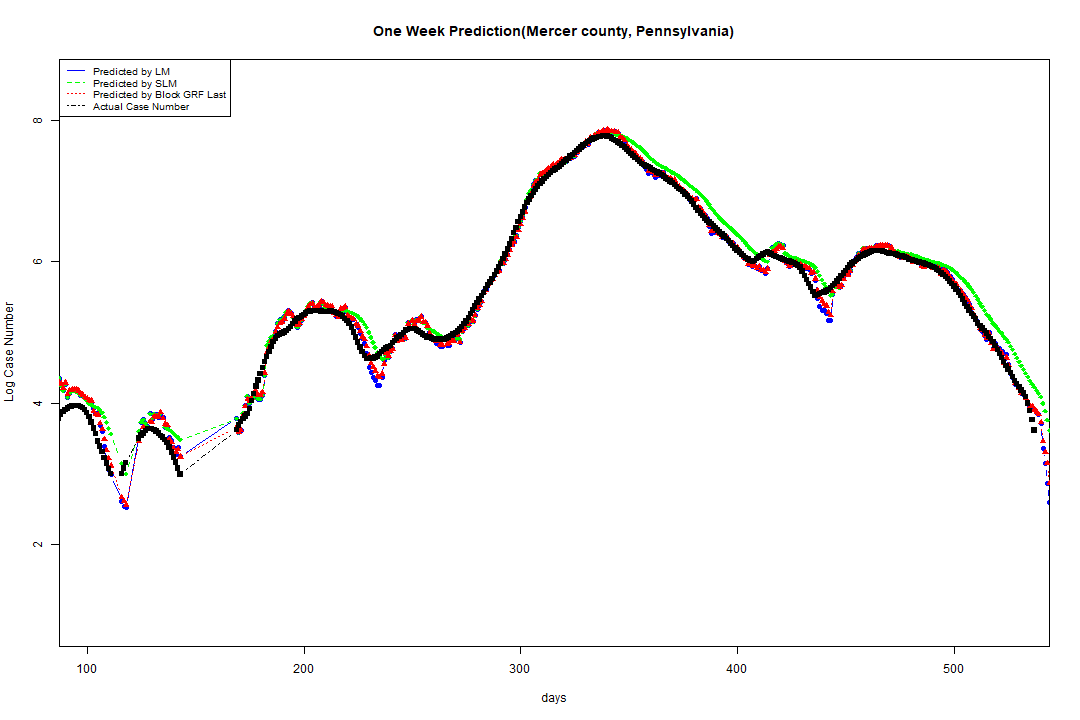 One Week Prediction(Mercer county, Pennsylvania)
Predicted by LM
Predicted by SLM
Predicted by Block GRF Last
Actual Case Number
8
6
4
2
Log Case Number
100 200 300 400 500
days